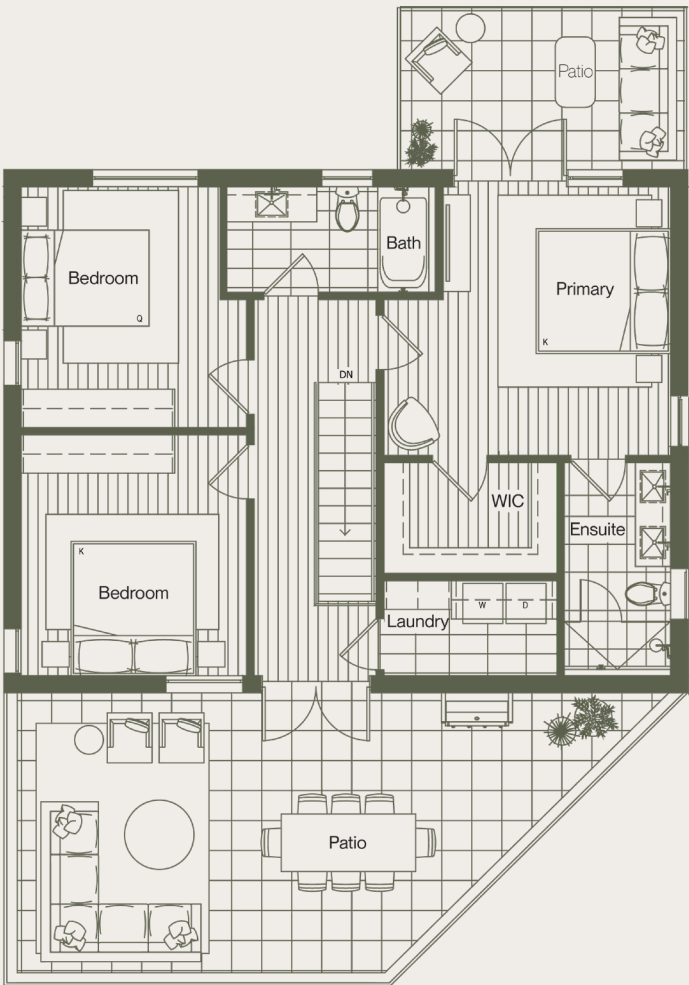 Patio
Bath
Bedroom
Primary
Q
K
DN
WIC
Ensuite
K
Bedroom
W
D
Laundry
Patio